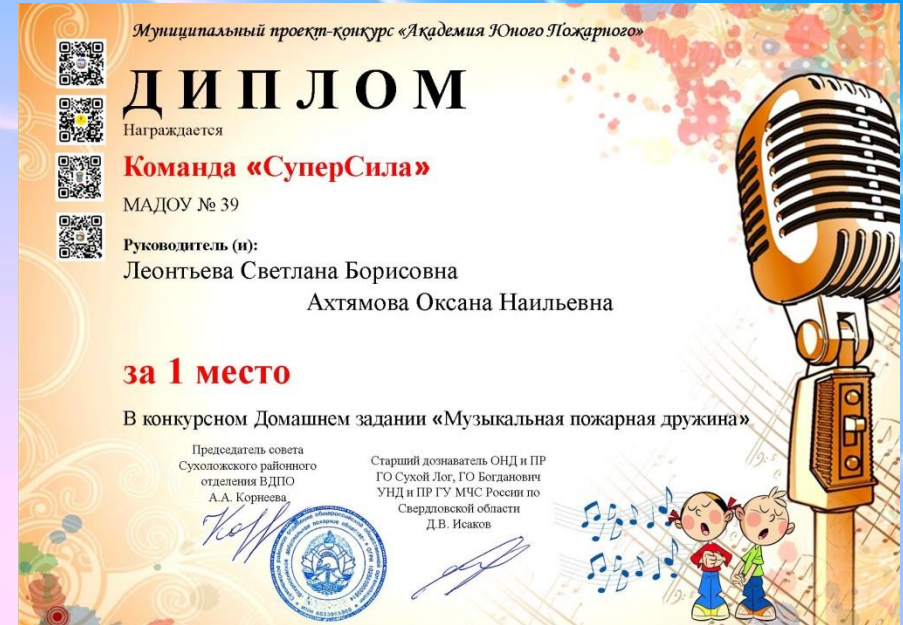 Муниципальный проект-конкурс «Академия Юного Пожарного»
ДИПЛОМ
Награждается
Команда «СуперСила»
МАДОУ № 39
Руководитель (и):
Леонтьева Светлана Борисовна
Ахтямова Оксана Наильевна
за 1 место
В конкурсном Домашнем задании «Музыкальная пожарная дружина»
Председатель совета
Сухоложского районного
отделения ВДПО
А.А. Корнеева
Старший дознаватель ОНД и ПР
ГО Сухой Лог, ГО Богданович
УНД и ПР ГУ МЧС России по
Свердловской области
Д.В. Исаков